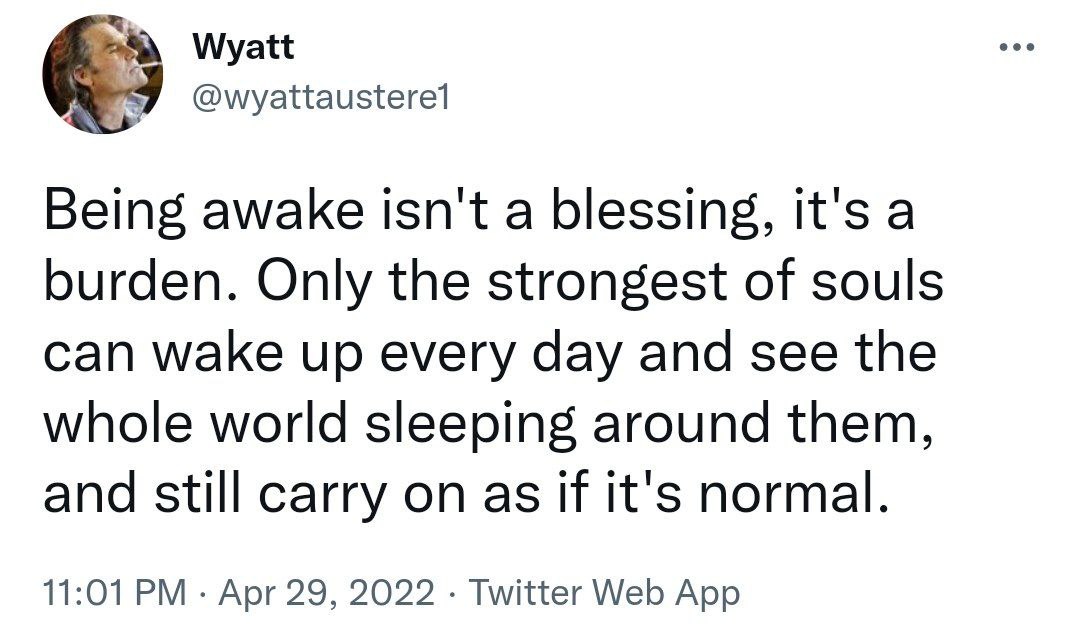 Wyatt
@wyattaustere1
Being awake isn't a blessing, it's a
burden. Only the strongest of souls
can wake up every day and see the
whole world sleeping around them,
and still carry on as if it's normal.
11:01 PM · Apr 29, 2022 · Twitter Web App